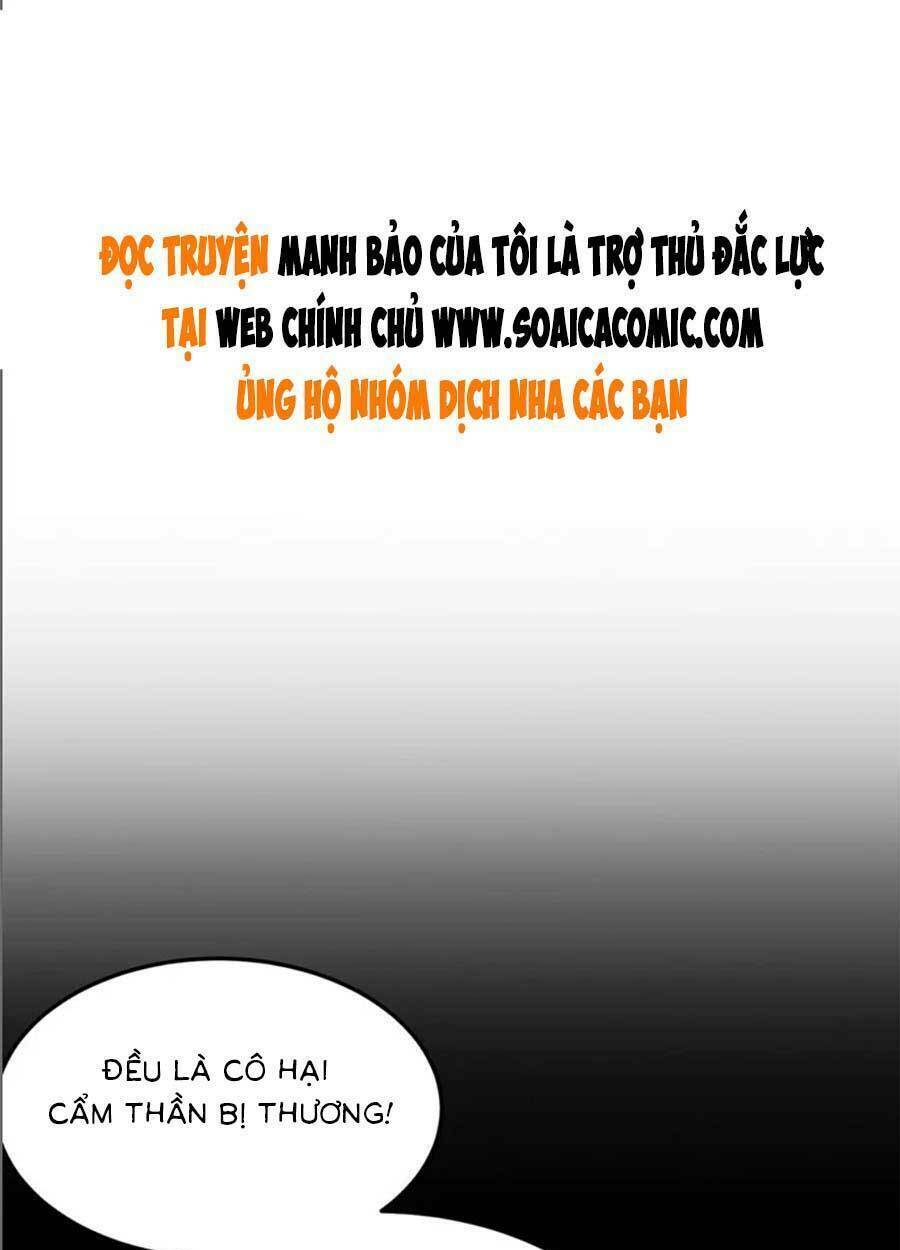 ĐỌC TRUYỆN MANH BẢO CỦA TÔI LÀ TRỢ THỦ ĐẮC LỰC
TẠI WEB CHÍNH CHỦ WWW.SOAICACOMIC.COM
ỦNG HỘ NHÓM DỊCH NHA CÁC BẠN
ĐỀU LÀ CÔ HẠI
CẨM THẦN BỊ THƯƠNG!